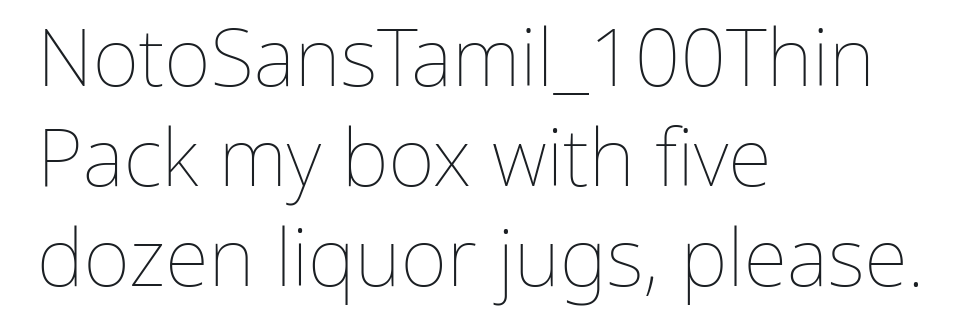 NotoSansTamil_100Thin
Pack my box with five
dozen liquor jugs, please.